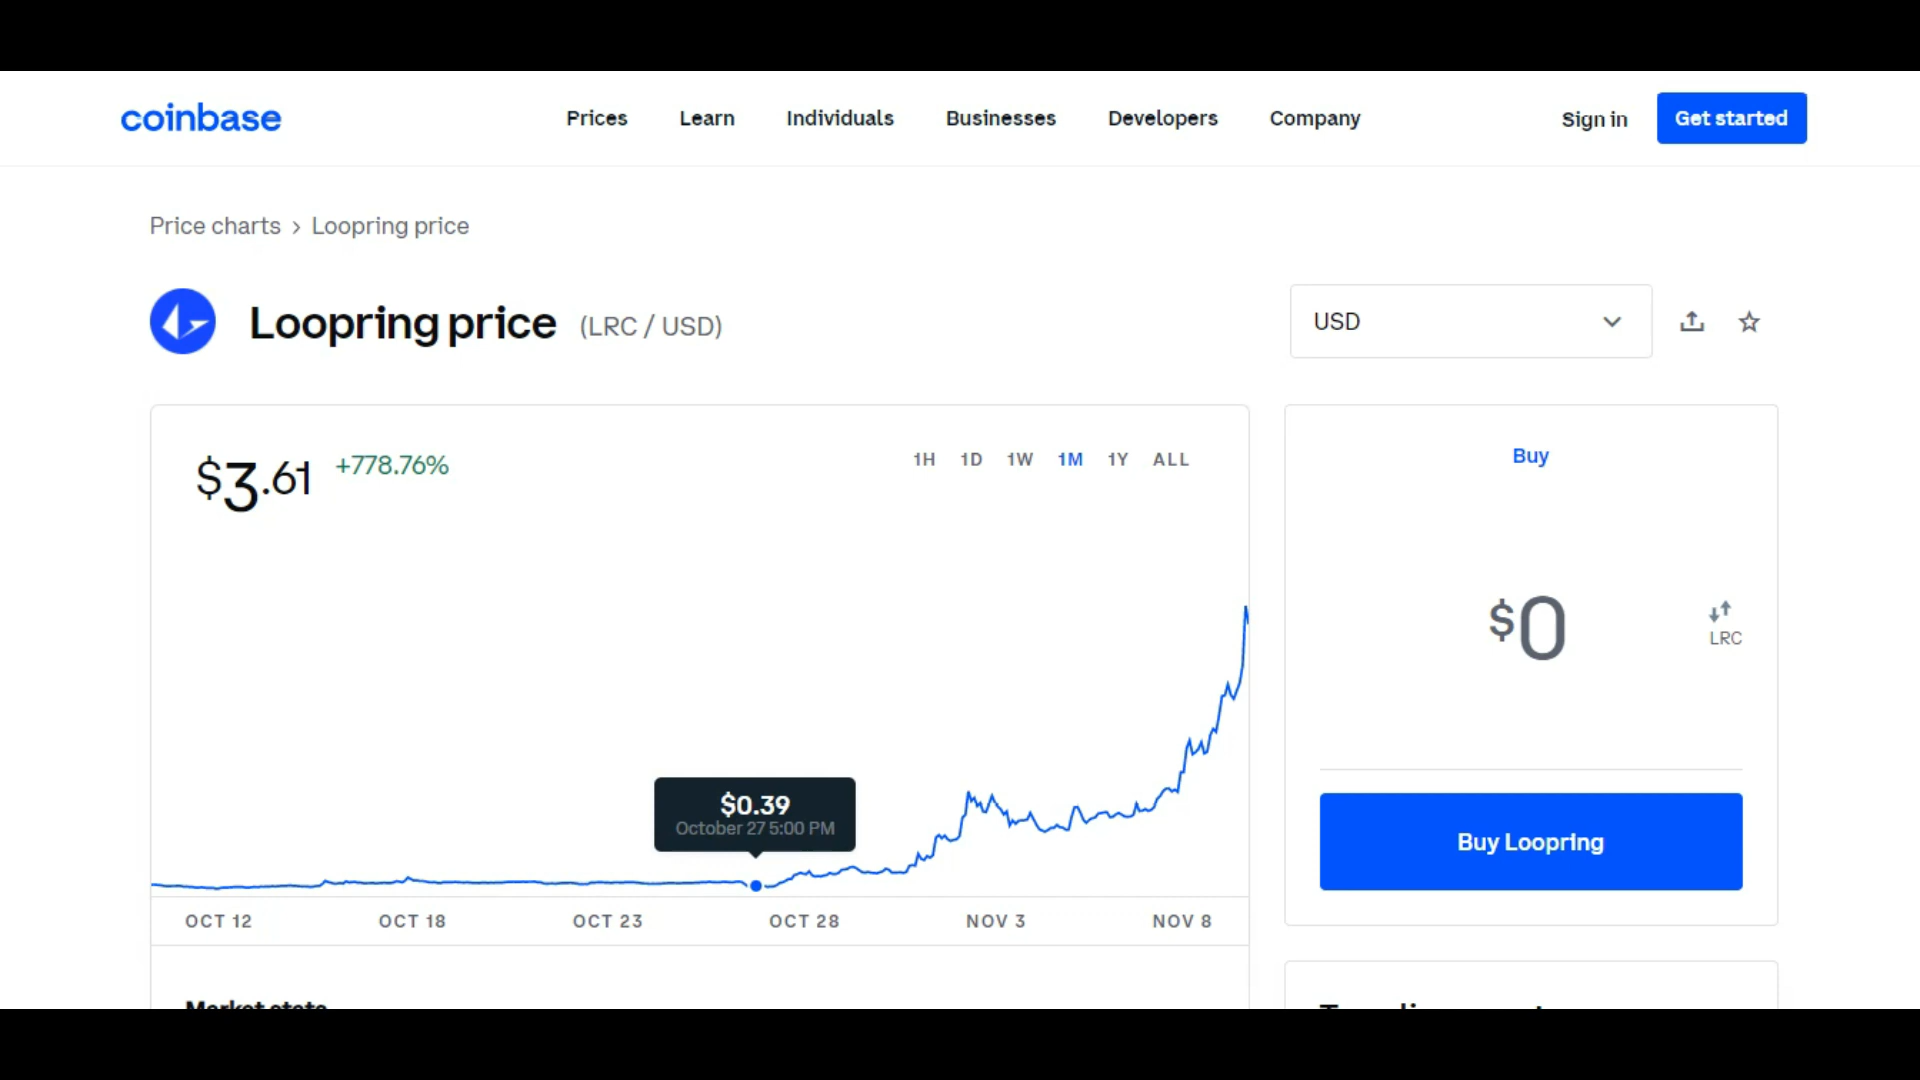 coinbase
Prices Learn Individuals Businesses Developers Company Sign in Get started
Price charts › Loopring price
Loopring price (LRC / USD)
USD
$3.61 +778.76%
1H 1D 1W 1M 1Y ALL
Buy
$0
LRC
$0.39
October 27 5:00 PM
Buy Loopring
OCT 12 OCT 18 OCT 23 OCT 28 NOV 3 NOV 8
Market stats